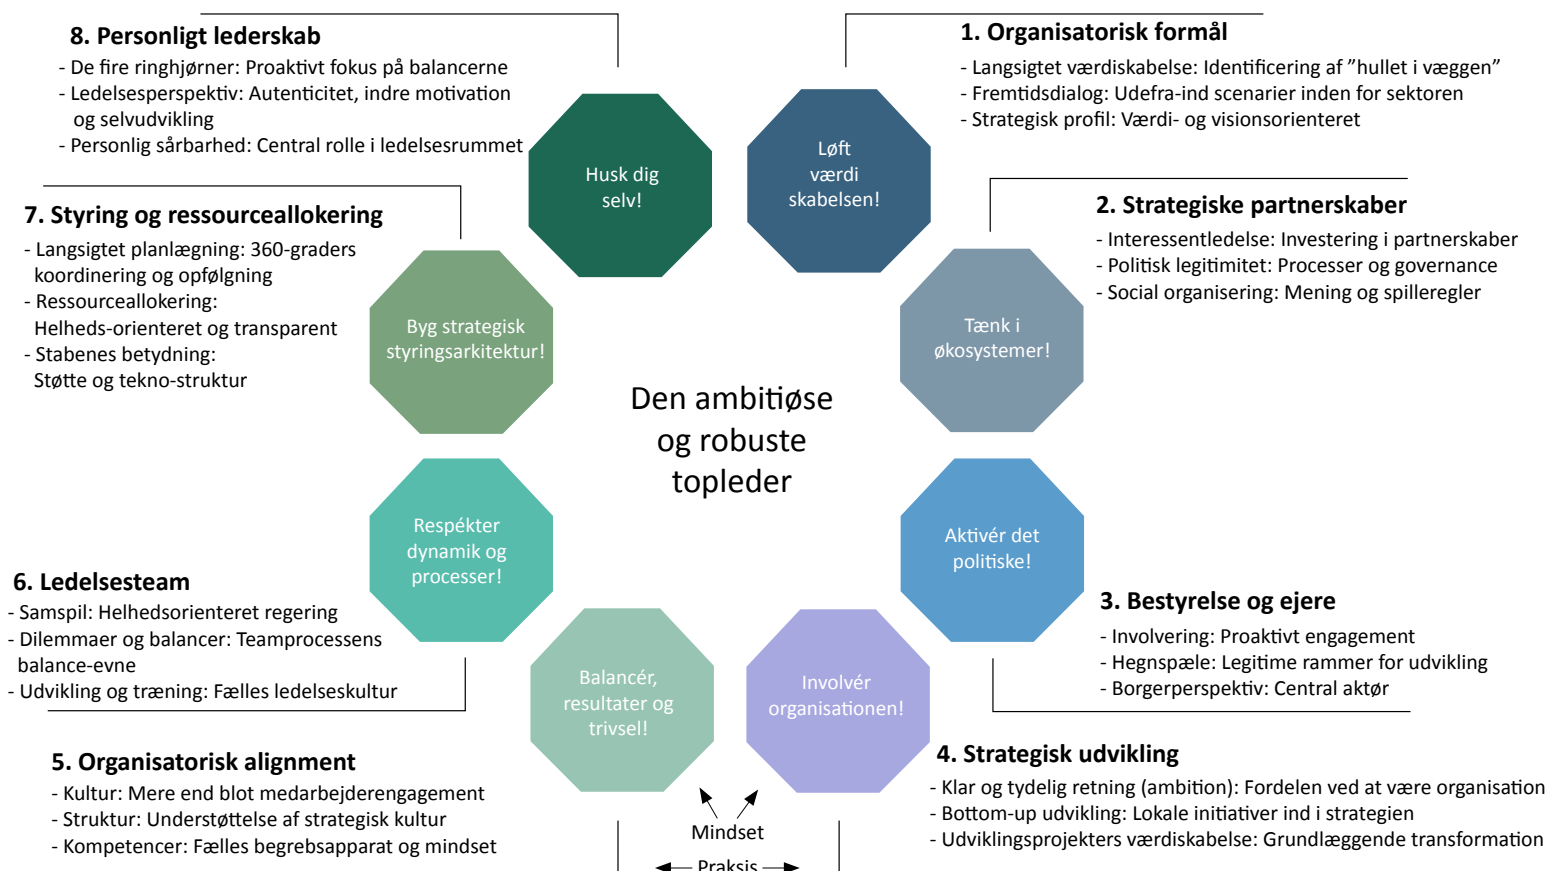 8. Personligt lederskab
- De fire ringhjørner: Proaktivt fokus på balancerne
- Ledelsesperspektiv: Autenticitet, indre motivation
og selvudvikling
- Personlig sårbarhed: Central rolle i ledelsesrummet
Husk dig
selv!
1. Organisatorisk formål
- Langsigtet værdiskabelse: Identificering af ”hullet i væggen”
- Fremtidsdialog: Udefra-ind scenarier inden for sektoren
- Strategisk profil: Værdi- og visionsorienteret
Løft
værdi
skabelsen!
2. Strategiske partnerskaber
- Interessentledelse: Investering i partnerskaber
- Politisk legitimitet: Processer og governance
- Social organisering: Mening og spilleregler
Tænk i
økosystemer!
7. Styring og ressourceallokering
- Langsigtet planlægning: 360-graders
koordinering og opfølgning
- Ressourceallokering:
Helheds-orienteret og transparent
- Stabenes betydning:
Støtte og tekno-struktur
Byg strategisk
styringsarkitektur!
Den ambitiøse
og robuste
topleder
Respékter
dynamik og
processer!
Aktivér det
politiske!
6. Ledelsesteam
- Samspil: Helhedsorienteret regering
- Dilemmaer og balancer: Teamprocessens
balance-evne
- Udvikling og træning: Fælles ledelseskultur
3. Bestyrelse og ejere
- Involvering: Proaktivt engagement
- Hegnspæle: Legitime rammer for udvikling
- Borgerperspektiv: Central aktør
Balancér,
resultater og
trivsel!
Involvér
organisationen!
5. Organisatorisk alignment
- Kultur: Mere end blot medarbejderengagement
- Struktur: Understøttelse af strategisk kultur
- Kompetencer: Fælles begrebsapparat og mindset
4. Strategisk udvikling
- Klar og tydelig retning (ambition): Fordelen ved at være organisation
- Bottom-up udvikling: Lokale initiativer ind i strategien
- Udviklingsprojekters værdiskabelse: Grundlæggende transformation
Mindset
Praksis